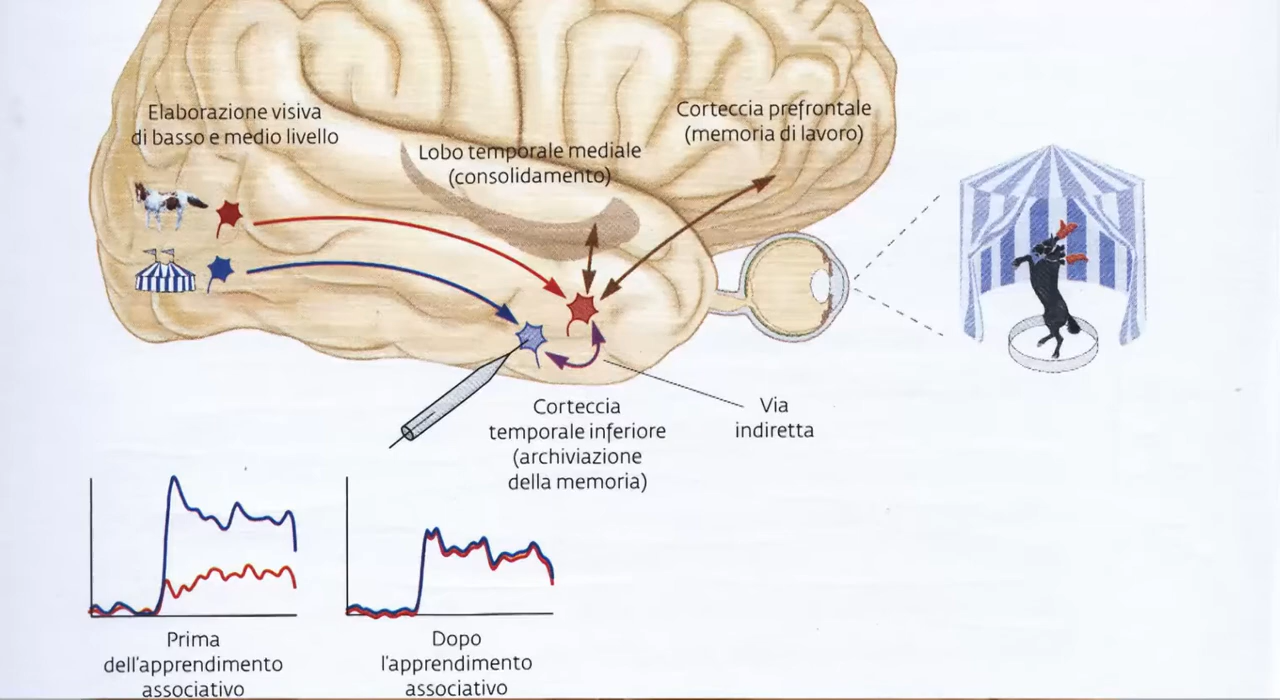 Elaborazione visiva
di basso e medio livello
Lobo temporale mediale
(consolidamento)
Corteccia prefrontale
(memoria di lavoro)
Corteccia
temporale inferiore
(archiviazione
della memoria)
Via
indiretta
Prima
dell'apprendimento
associativo
Dopo
l'apprendimento
associativo